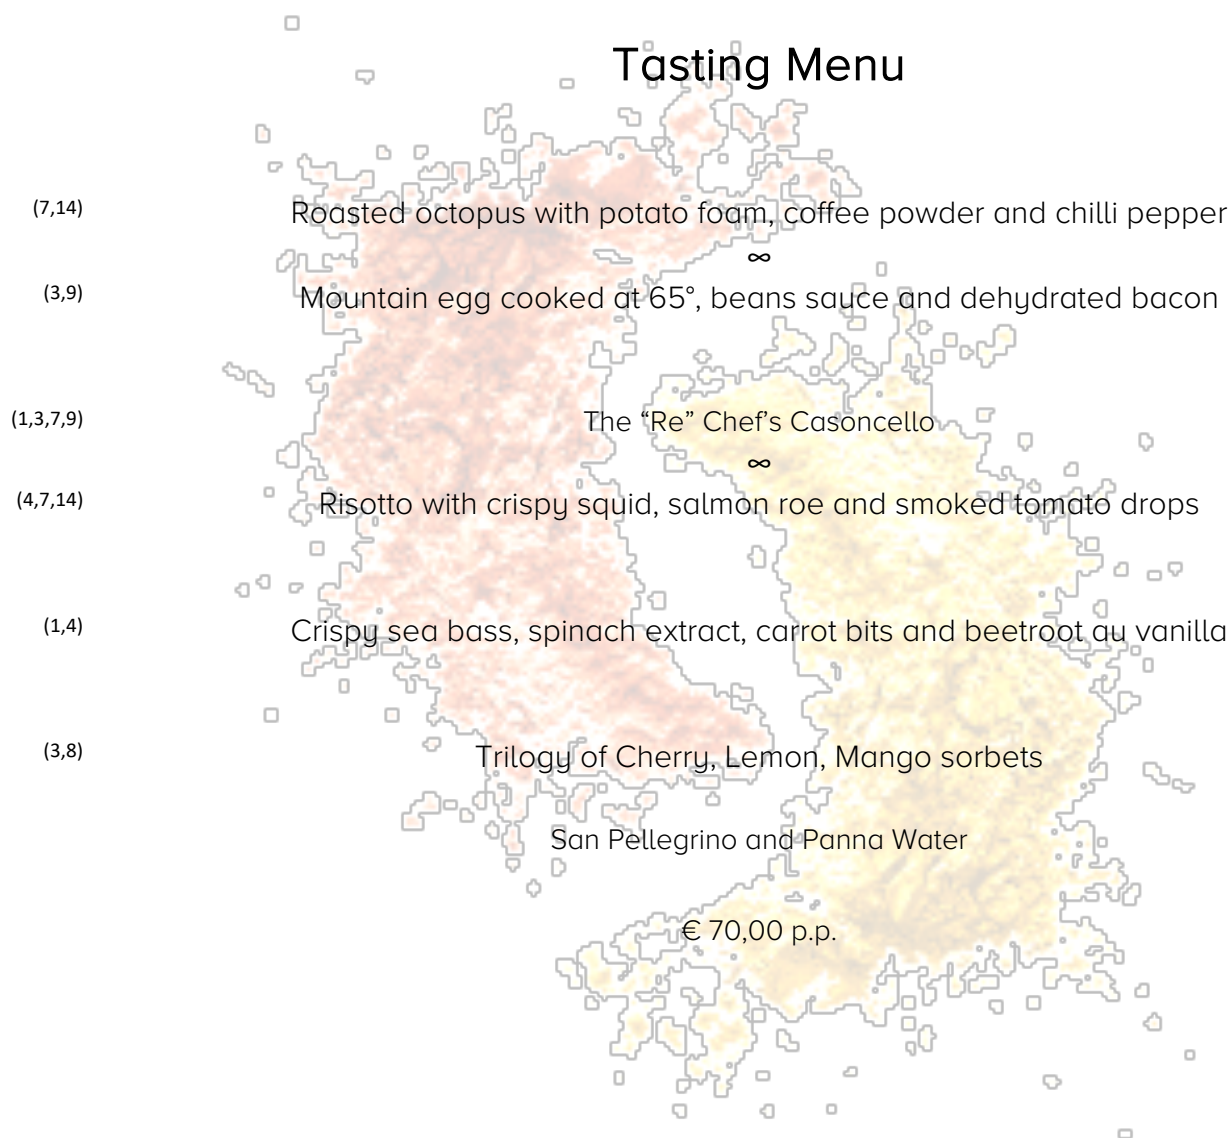 Tasting Menu
(7,14) Roasted octopus with potato foam, coffee powder and chilli pepper
∞
(3,9) Mountain egg cooked at 65°, beans sauce and dehydrated bacon
(1,3,7,9) The “Re” Chef’s Casoncello
∞
(4,7,14) Risotto with crispy squid, salmon roe and smoked tomato drops
(1,4) Crispy sea bass, spinach extract, carrot bits and beetroot au vanilla
(3,8) Trilogy of Cherry, Lemon, Mango sorbets
San Pellegrino and Panna Water
€ 70,00 p.p.